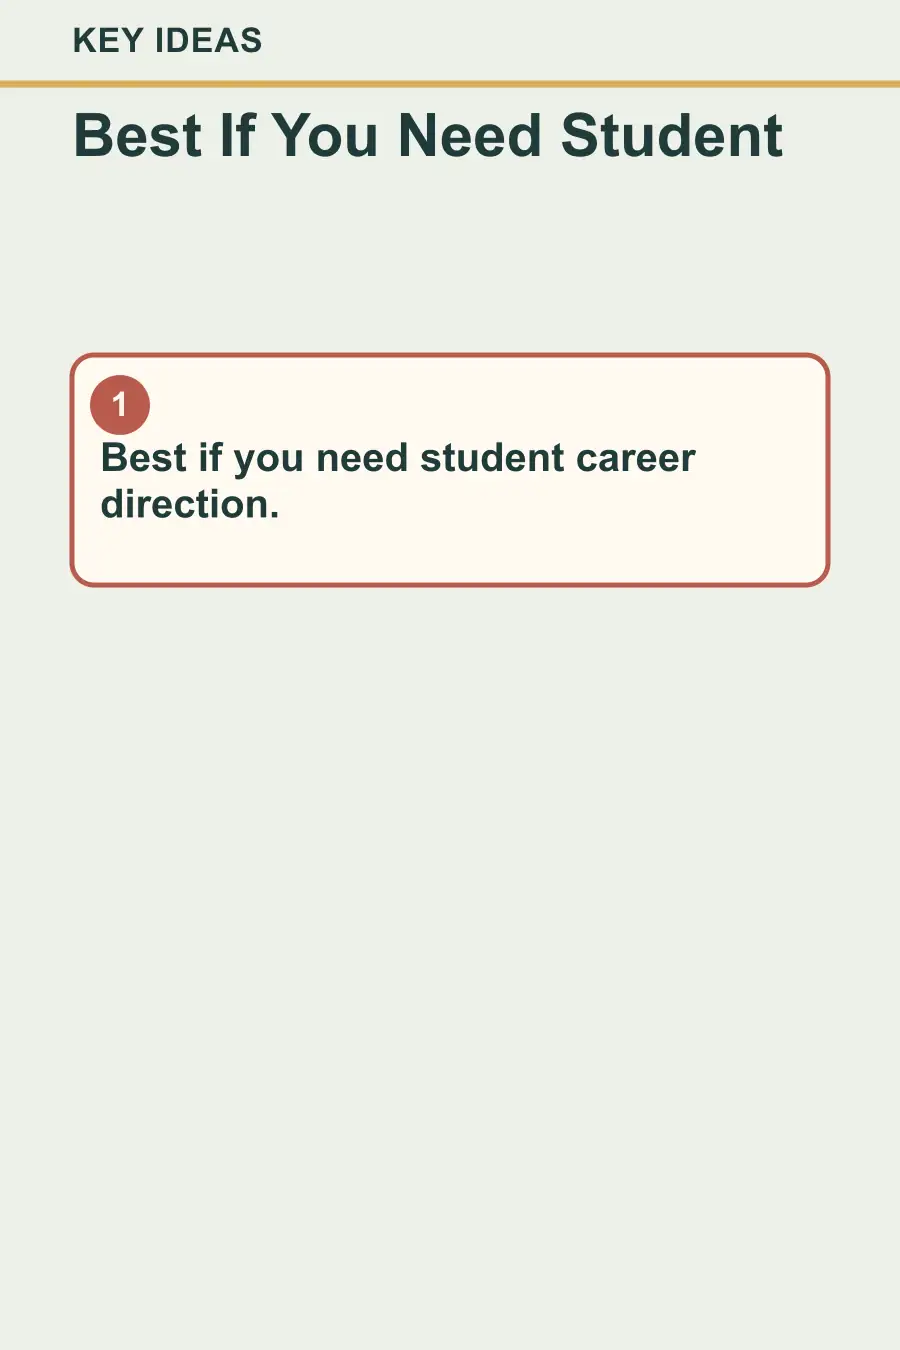 KEY IDEAS
Best If You Need Student
1
Best if you need student career
direction.